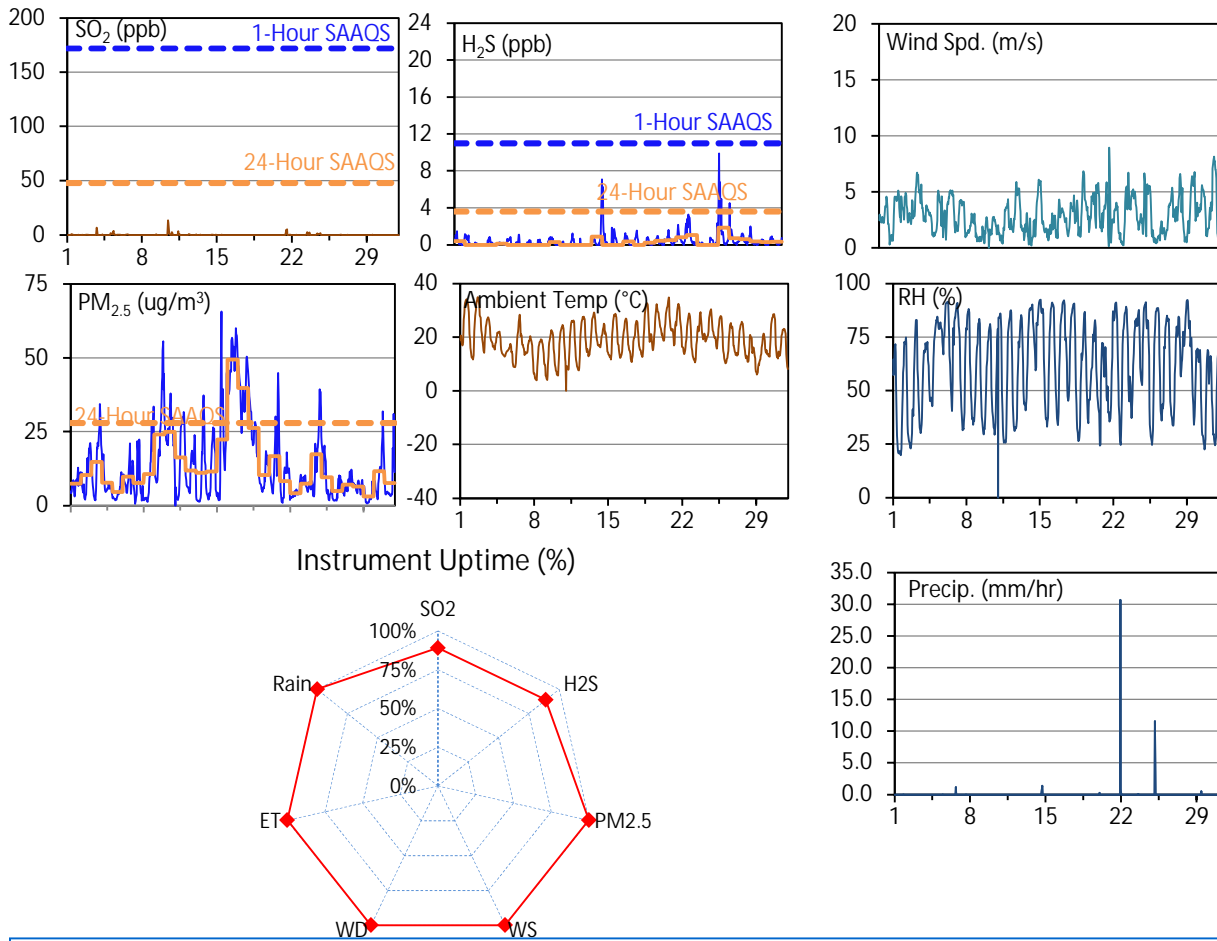 SO2 (ppb)
1-Hour SAAQS
24-Hour SAAQS
200
150
100
50
0
1 8 15 22 29
H2S (ppb)
1-Hour SAAQS
24-Hour SAAQS
24
20
16
12
8
4
0
Wind Spd. (m/s)
20
15
10
5
0
PM2.5 (ug/m³)
24-Hour SAAQS
75
50
25
0
Ambient Temp (°C)
40
20
0
-20
-40
1 8 15 22 29
RH (%)
100
75
50
25
0
1 8 15 22 29
Instrument Uptime (%)
SO2
H2S
PM2.5
WS
WD
ET
Rain
100%
75%
50%
25%
0%
Precip. (mm/hr)
35.0
30.0
25.0
20.0
15.0
10.0
5.0
0.0
1 8 15 22 29